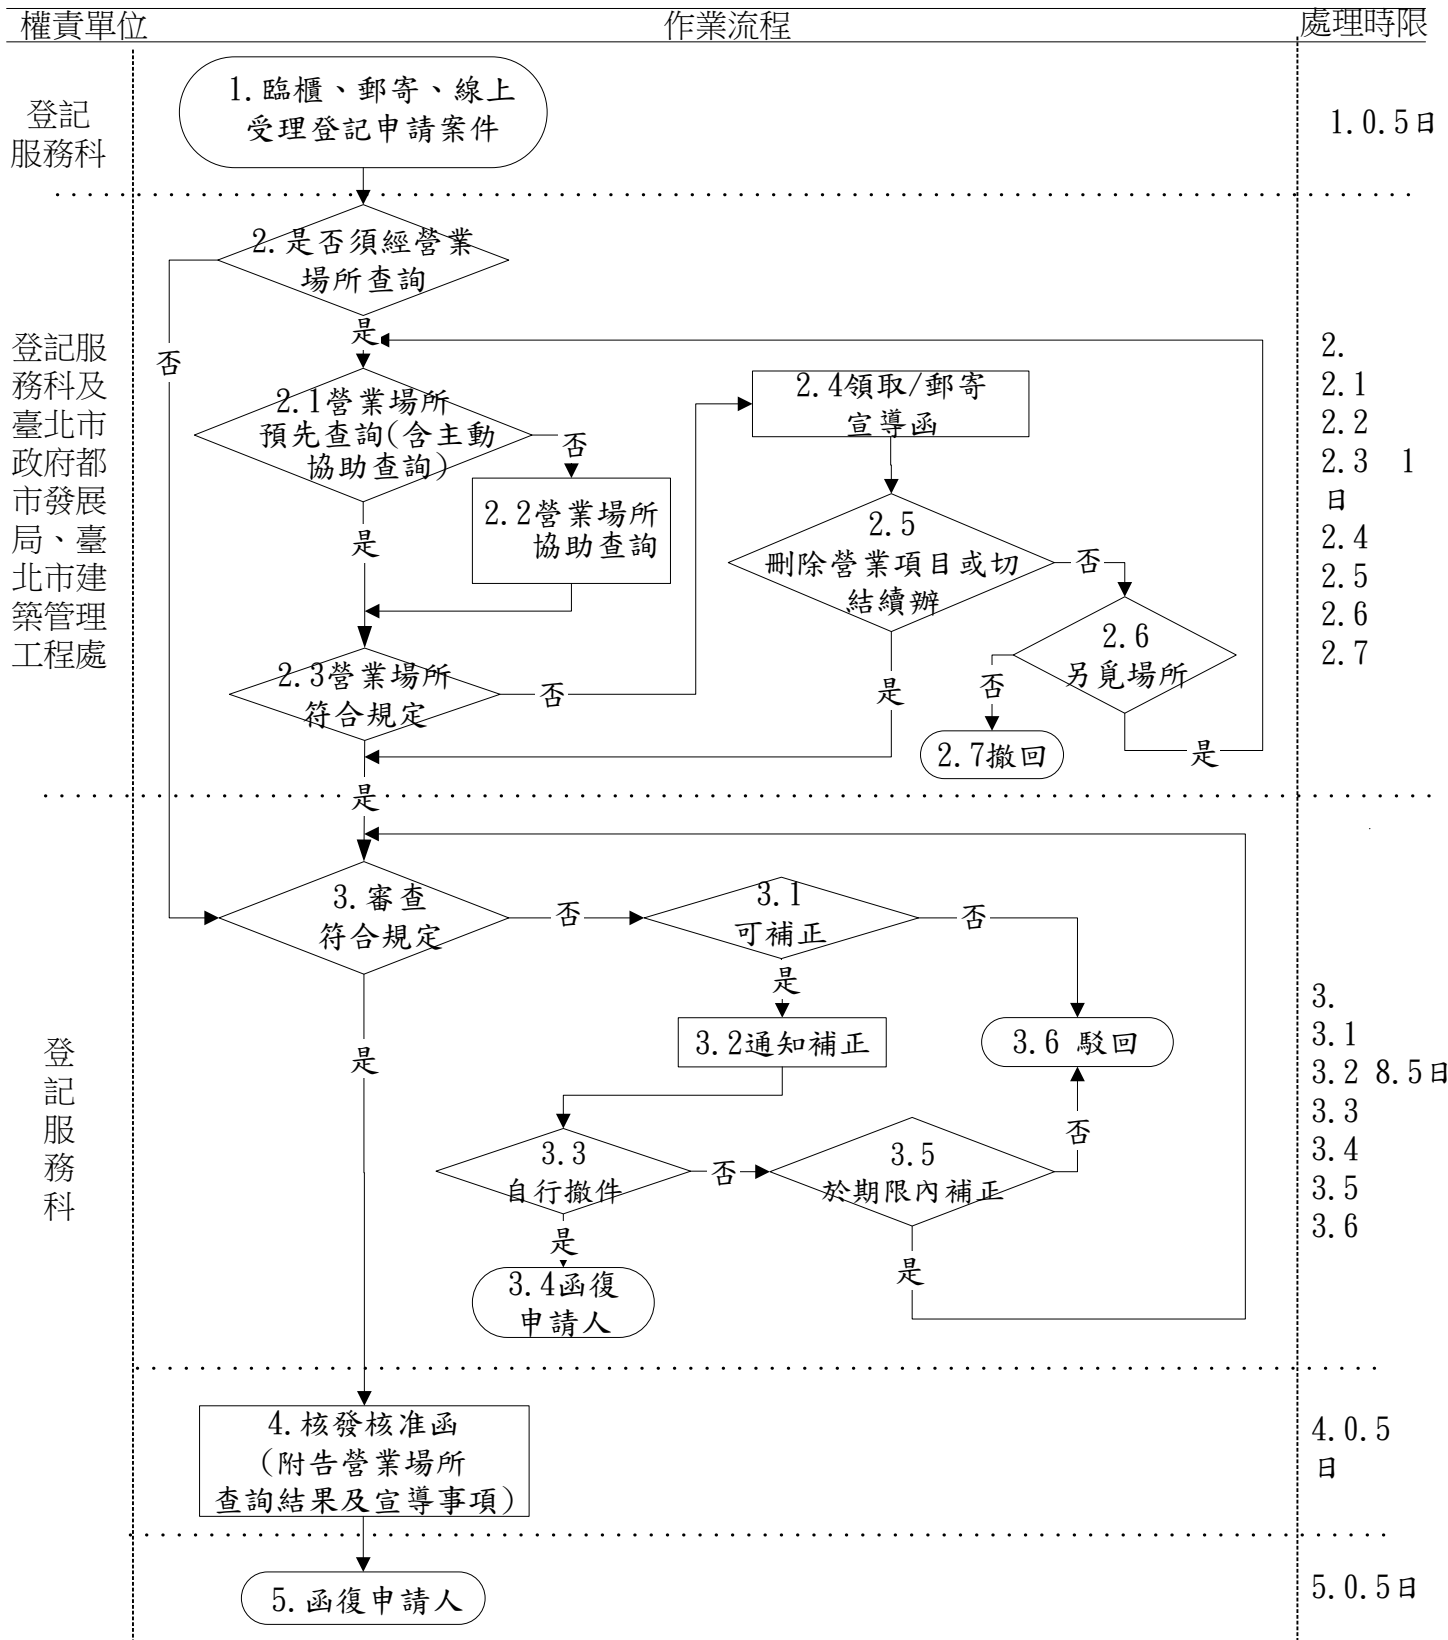 權責單位
作業流程
處理時限
登記
服務科
1.臨櫃、郵寄、線上
受理登記申請案件
1.0.5日
2.是否須經營業
場所查詢
是
否
登記服
務科及
臺北市
政府都
市發展
局、臺
北市建
築管理
工程處
2.1營業場所
預先查詢(含主動
協助查詢)
否
2.2營業場所
協助查詢
是
2.3營業場所
符合規定
否
2.4領取/郵寄
宣導函
2.5
刪除營業項目或切
結續辦
否
2.6
另覓場所
是
否
2.7撤回
是
是
2.
2.1
2.2
2.3 1
日
2.4
2.5
2.6
2.7
登
記
服
務
科
3.審查
符合規定
否
3.1
可補正
否
是
3.2通知補正
3.6 駁回
是
3.3
自行撤件
否
3.5
於期限內補正
否
是
3.4函復
申請人
是
3.
3.1
3.2 8.5日
3.3
3.4
3.5
3.6
4.核發核准函
(附告營業場所
查詢結果及宣導事項)
4.0.5
日
5.函復申請人
5.0.5日